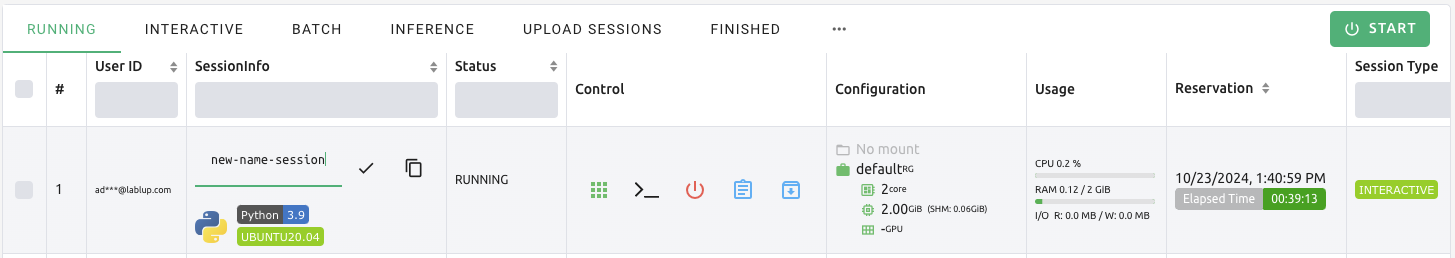 RUNNING INTERACTIVE BATCH INFERENCE UPLOAD SESSIONS FINISHED ••• START
# User ID SessionInfo Status Control Configuration Usage Reservation Session Type
1 ad***@lablup.com
new-name-session
Python 3.9
UBUNTU20.04
RUNNING
No mount
defaultRG
2core
2.00GiB (SHM: 0.06GiB)
-GPU
CPU 0.2 %
RAM 0.12 / 2 GiB
I/O R: 0.0 MB / W: 0.0 MB
10/23/2024, 1:40:59 PM
Elapsed Time 00:39:13
INTERACTIVE